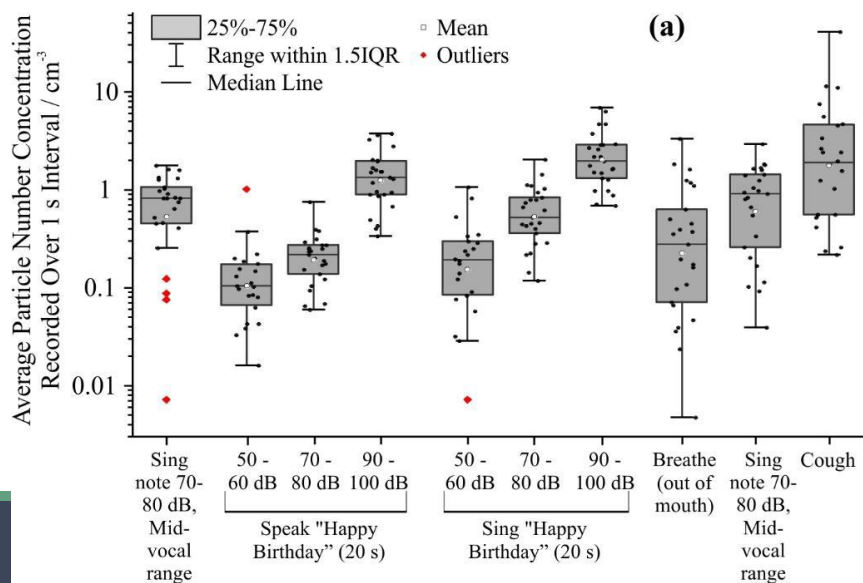 Average Particle Number Concentration
Recorded Over 1 s Interval / cm-3
25%-75%
Range within 1.5IQR
Median Line
Mean
Outliers
(a)
10
1
0.1
0.01
Sing
note 70-
80 dB,
Mid-
vocal
range
50 -
60 dB
70 -
80 dB
90 -
100 dB
Speak "Happy
Birthday” (20 s)
50 -
60 dB
70 -
80 dB
90 -
100 dB
Sing "Happy
Birthday” (20 s)
Breathe
(out of
mouth)
Sing
note 70-
80 dB,
Mid-
vocal
range
Cough